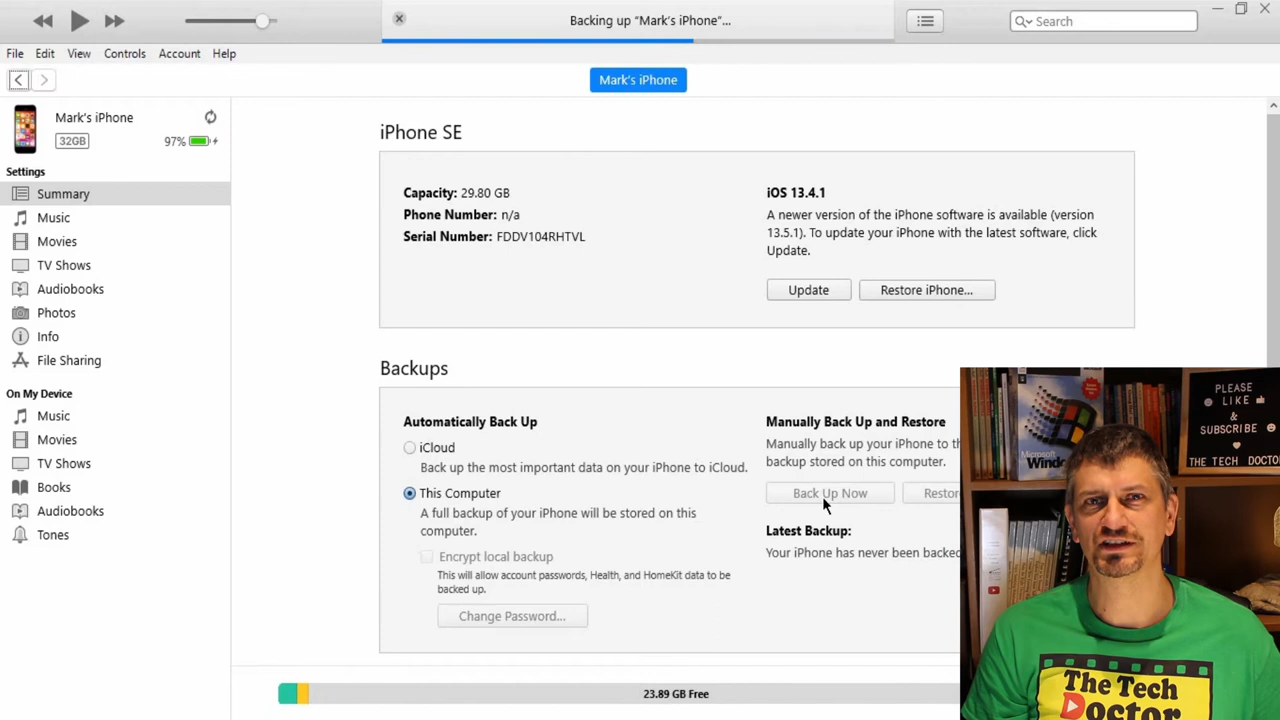 Backing up “Mark's iPhone”...
Search
File Edit View Controls Account Help
Mark's iPhone
Mark's iPhone
32GB 97%
Settings
Summary
Music
Movies
TV Shows
Audiobooks
Photos
Info
File Sharing
On My Device
Music
Movies
TV Shows
Books
Audiobooks
Tones
iPhone SE
Capacity: 29.80 GB
Phone Number: n/a
Serial Number: FDDV104RHTVL
iOS 13.4.1
A newer version of the iPhone software is available (version
13.5.1). To update your iPhone with the latest software, click
Update.
Update Restore iPhone...
Backups
Automatically Back Up
iCloud
Back up the most important data on your iPhone to iCloud.
This Computer
A full backup of your iPhone will be stored on this
computer.
Encrypt local backup
This will allow account passwords, Health, and HomeKit data to be
backed up.
Change Password...
Manually Back Up and Restore
Manually back up your iPhone to th
backup stored on this computer.
Back Up Now Restor
Latest Backup:
Your iPhone has never been backed
23.89 GB Free
Microsoft
Wind
PLEASE
LIKE
&
SUBSCRIBE
THE TECH DOCTOR
The Tech
Doctor